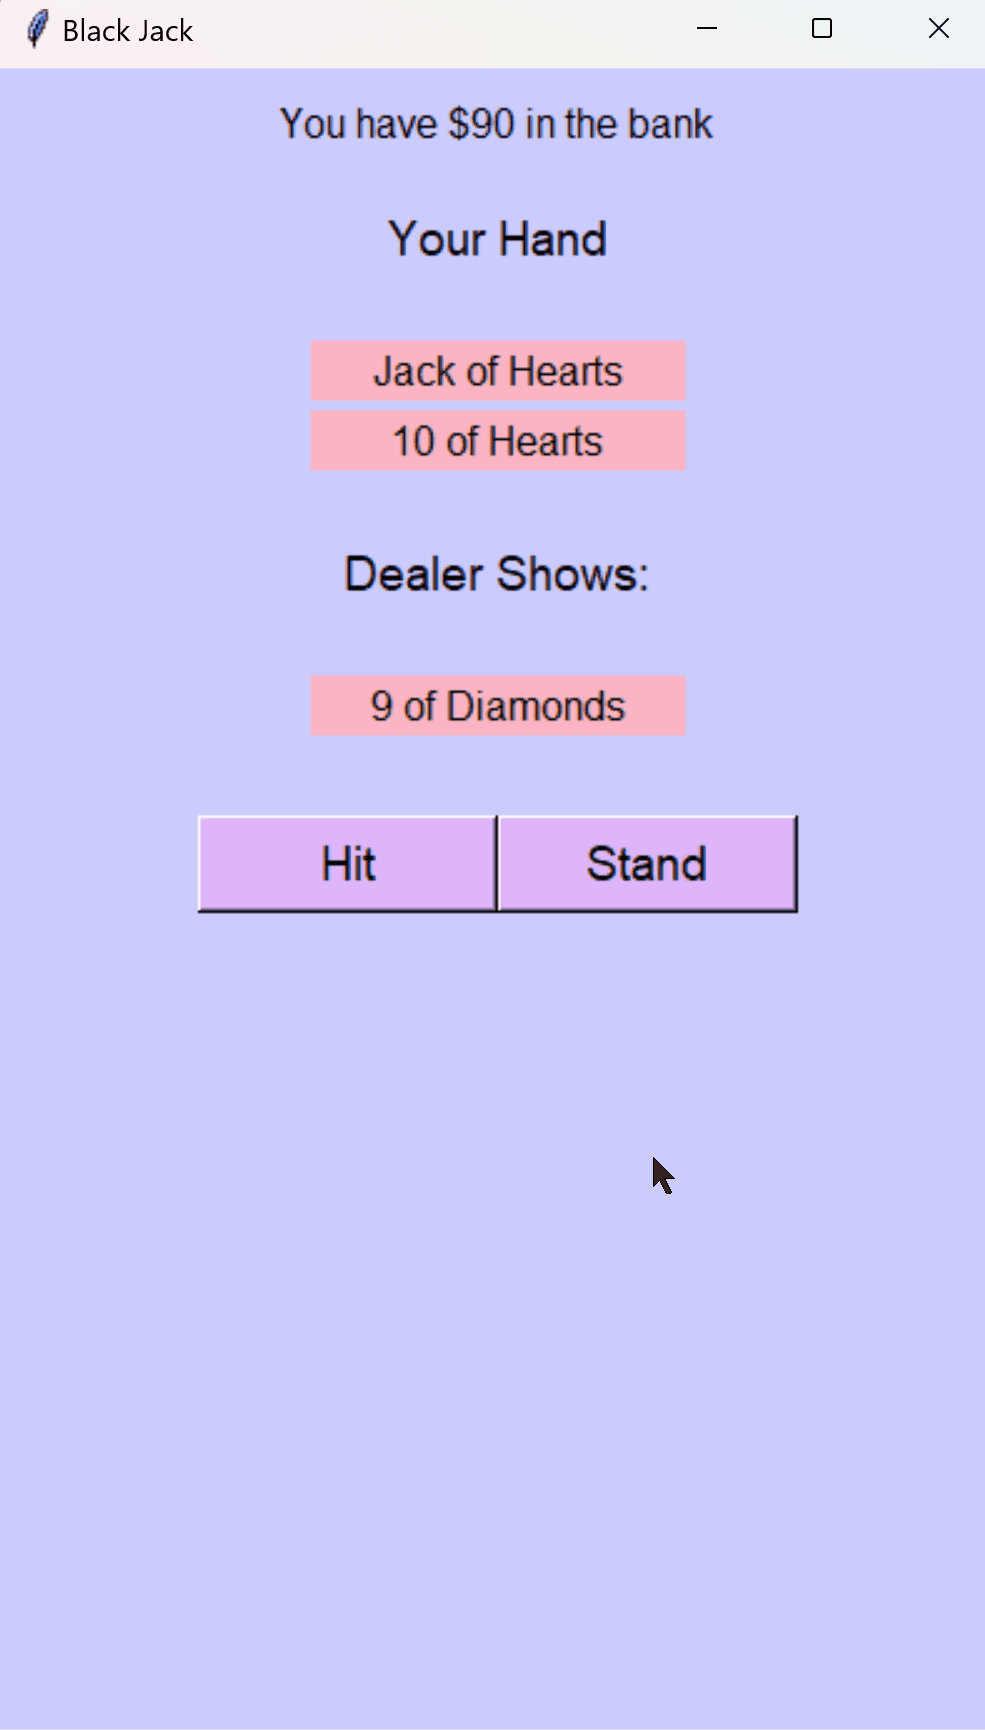 Black Jack
You have $90 in the bank
Your Hand
Jack of Hearts
10 of Hearts
Dealer Shows:
9 of Diamonds
Hit Stand